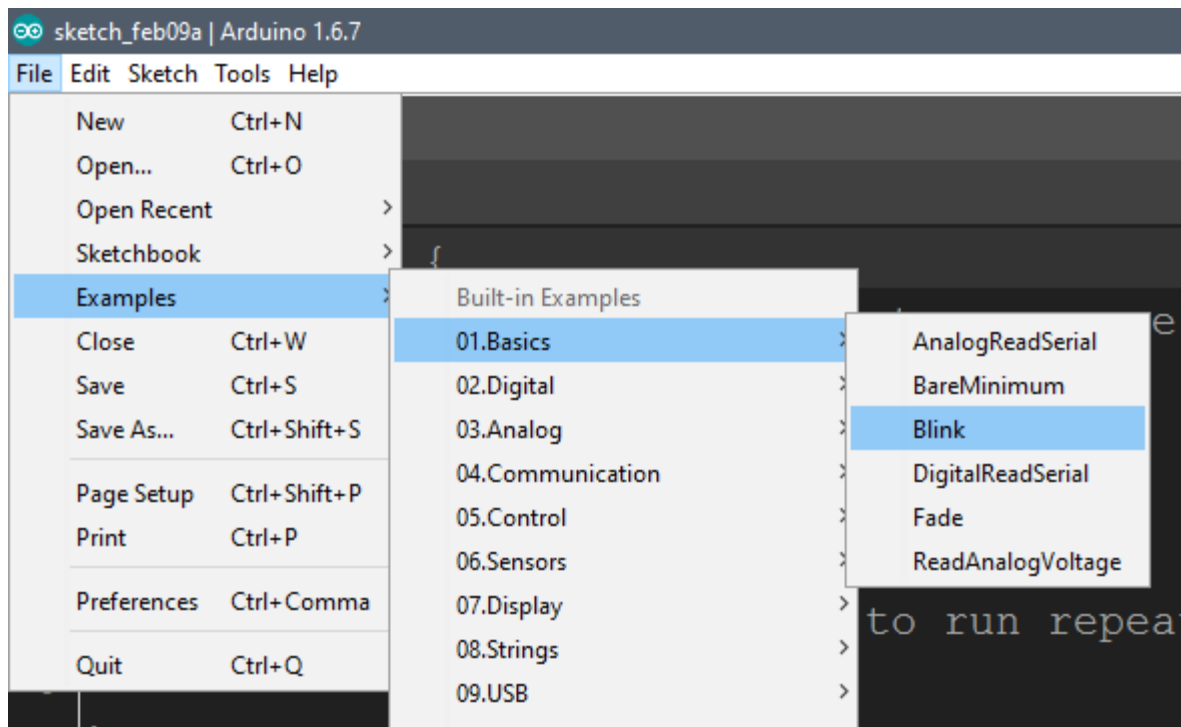 sketch_feb09a | Arduino 1.6.7
File Edit Sketch Tools Help
New Ctrl+N
Open... Ctrl+O
Open Recent
Sketchbook
Examples
Close Ctrl+W
Save Ctrl+S
Save As... Ctrl+Shift+S
Page Setup Ctrl+Shift+P
Print Ctrl+P
Preferences Ctrl+Comma
Quit Ctrl+Q
{
Built-in Examples
01.Basics
02.Digital
03.Analog
04.Communication
05.Control
06.Sensors
07.Display
08.Strings
09.USB
AnalogReadSerial
BareMinimum
Blink
DigitalReadSerial
Fade
ReadAnalogVoltage
to run repea